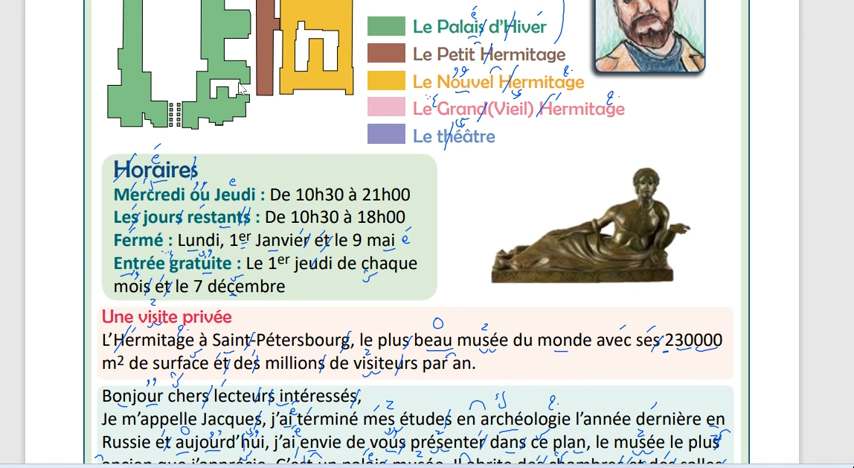 Le Palais d'Hiver
Le Petit Hermitage
Le Nouvel Hermitage
Le Grand(Vieil) Hermitage
Le théâtre
Horaires
Mercredi ou Jeudi : De 10h30 à 21h00
Les jours restants : De 10h30 à 18h00
Fermé : Lundi, 1er Janvier et le 9 mai
Entrée gratuite : Le 1er jeudi de chaque
mois et le 7 décembre
Une visite privée
L'Hermitage à Saint-Pétersbourg, le plus beau musée du monde avec ses 230000
m2 de surface et des millions de visiteurs par an.
Bonjour chers lecteurs intéressés,
Je m'appelle Jacques, j'ai terminé mes études en archéologie l'année dernière en
Russie et aujourd'hui, j'ai envie de vous présenter dans ce plan, le musée le plus